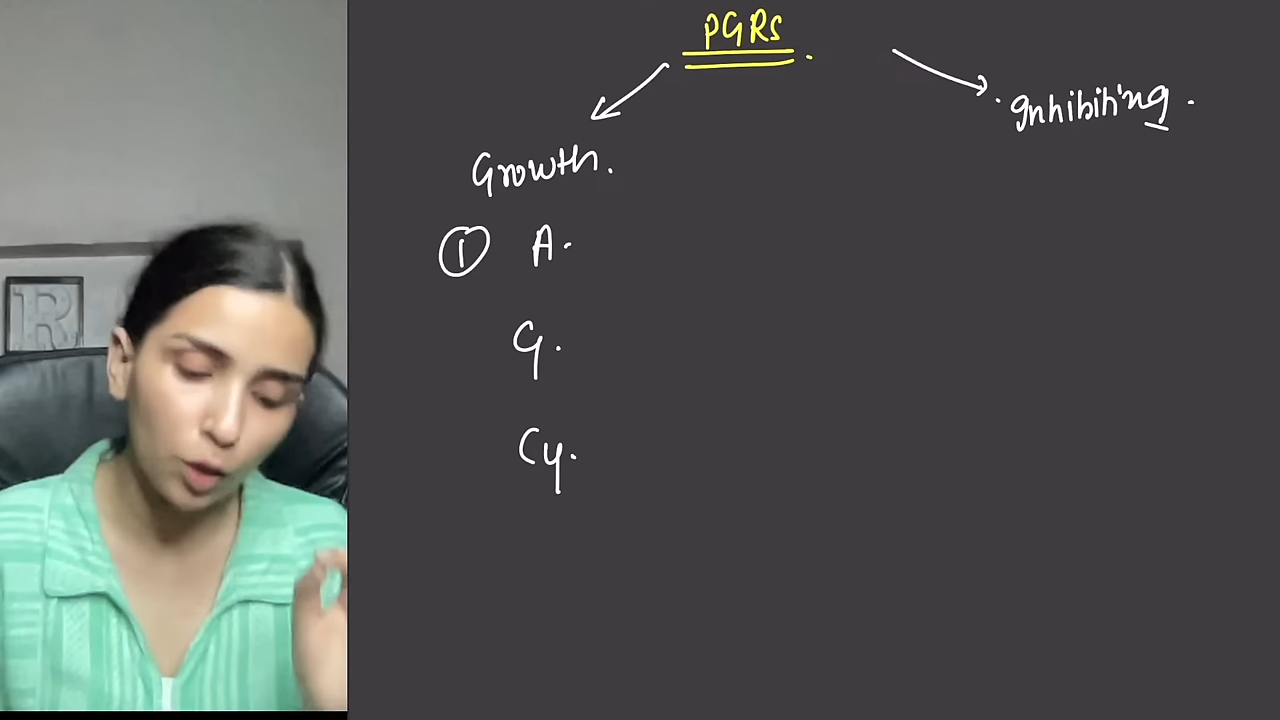 PGRs.
Growth.
Inhibiting.
① A.
G.
Cy.
R